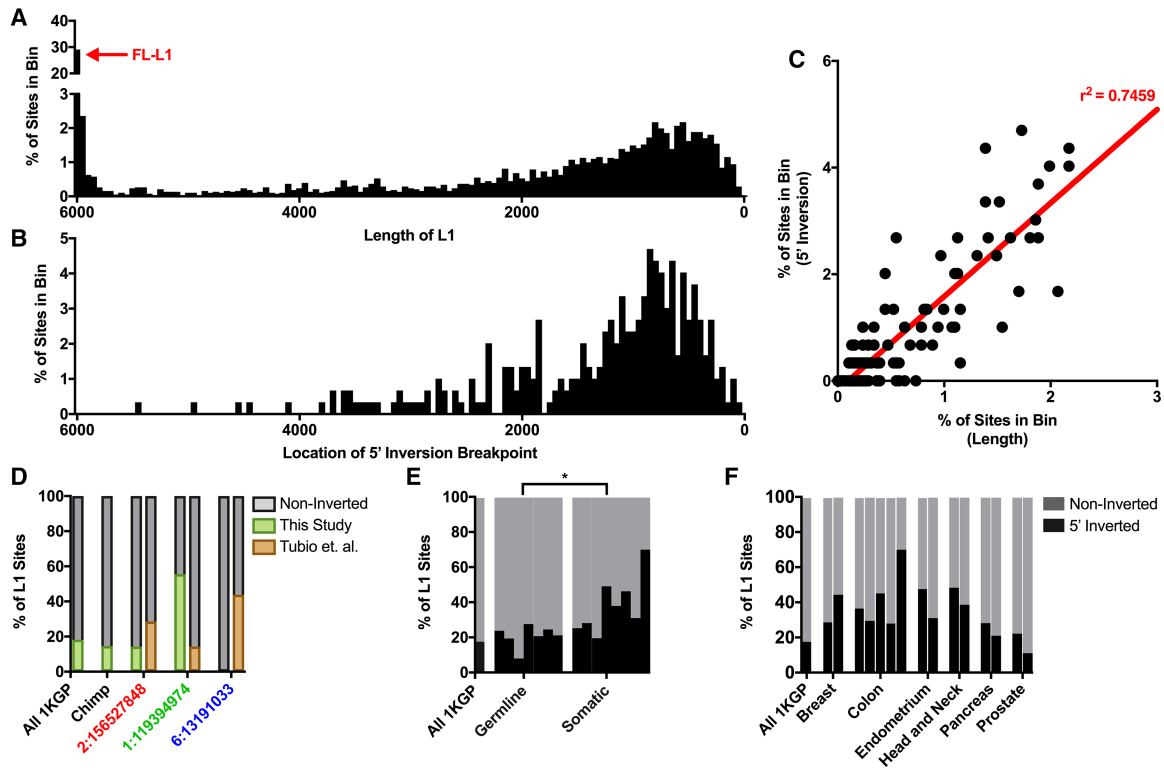 A
40
30
20
3
2
1
0
% of Sites in Bin
FL-L1
6000
4000
2000
0
Length of L1
B
5
4
3
2
1
0
% of Sites in Bin
6000
4000
2000
0
Location of 5’ Inversion Breakpoint
C
6
4
2
0
% of Sites in Bin
(5’ Inversion)
r2 = 0.7459
0
1
2
3
% of Sites in Bin
(Length)
D
100
80
60
40
20
0
% of L1 Sites
Non-Inverted
This Study
Tubio et. al.
All 1KGP
Chimp
2:156527848
1:119394974
6:13191033
E
100
80
60
40
20
0
% of L1 Sites
*
All 1KGP
Germline
Somatic
F
100
80
60
40
20
0
% of L1 Sites
Non-Inverted
5’ Inverted
All 1KGP
Breast
Colon
Endometrium
Head and Neck
Pancreas
Prostate